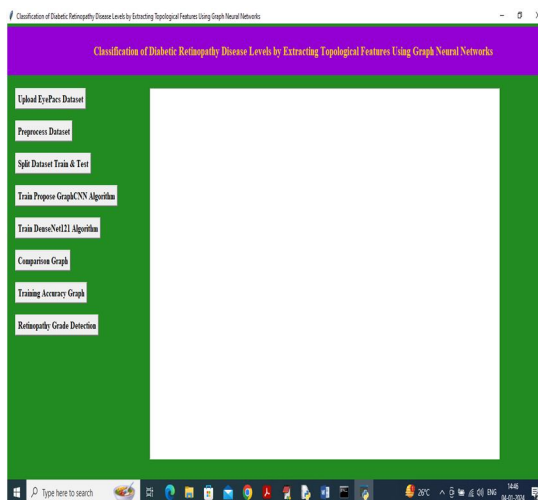 Classification of Diabetic Retinopathy Disease Levels by Extracting Topological Features Using Graph Neural Networks
Classification of Diabetic Retinopathy Disease Levels by Extracting Topological Features Using Graph Neural Networks
Upload EyePacs Dataset
Preprocess Dataset
Split Dataset Train & Test
Train Propose GraphCNN Algorithm
Train DenseNet121 Algorithm
Comparison Graph
Training Accuracy Graph
Retinopathy Grade Detection
Type here to search
26°C
ENG
14:46
04-01-2024